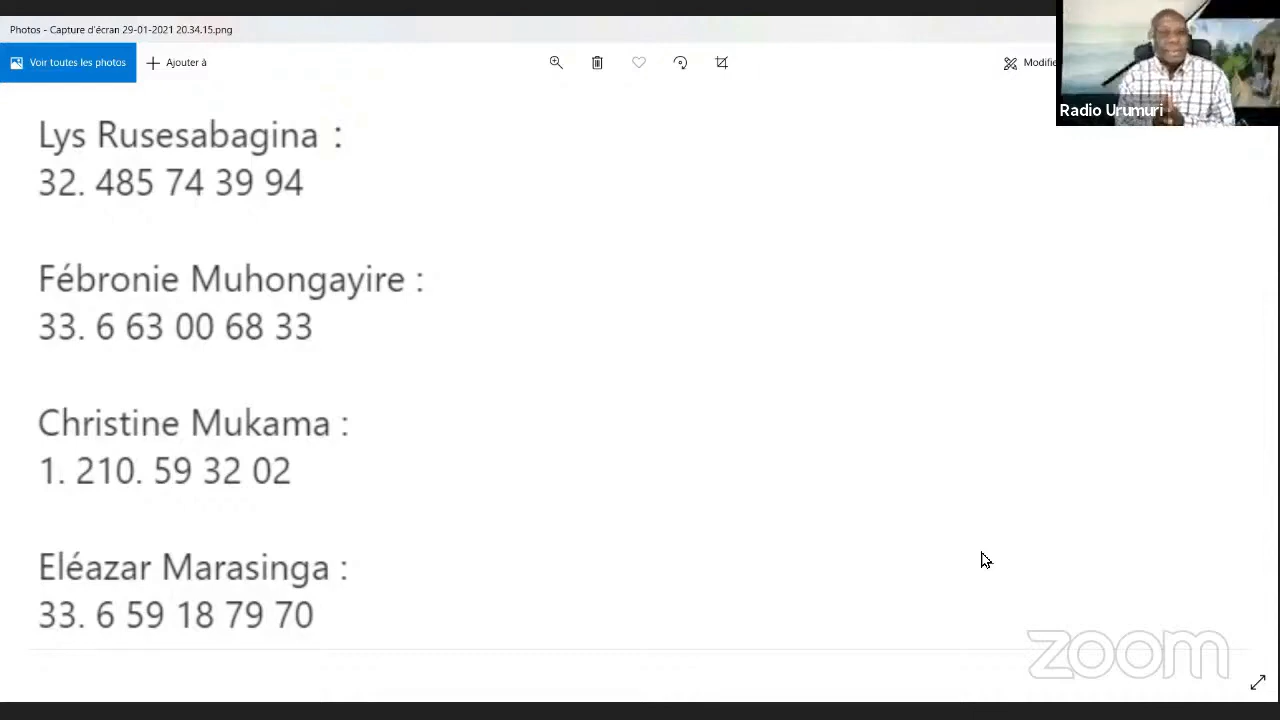 Photos - Capture d'écran 29-01-2021 20.34.15.png
Voir toutes les photos
Ajouter à
Modifie
Radio Urumuri
Lys Rusesabagina :
32. 485 74 39 94
Fébronie Muhongayire :
33. 6 63 00 68 33
Christine Mukama :
1. 210. 59 32 02
Eléazar Marasinga :
33. 6 59 18 79 70
zoom